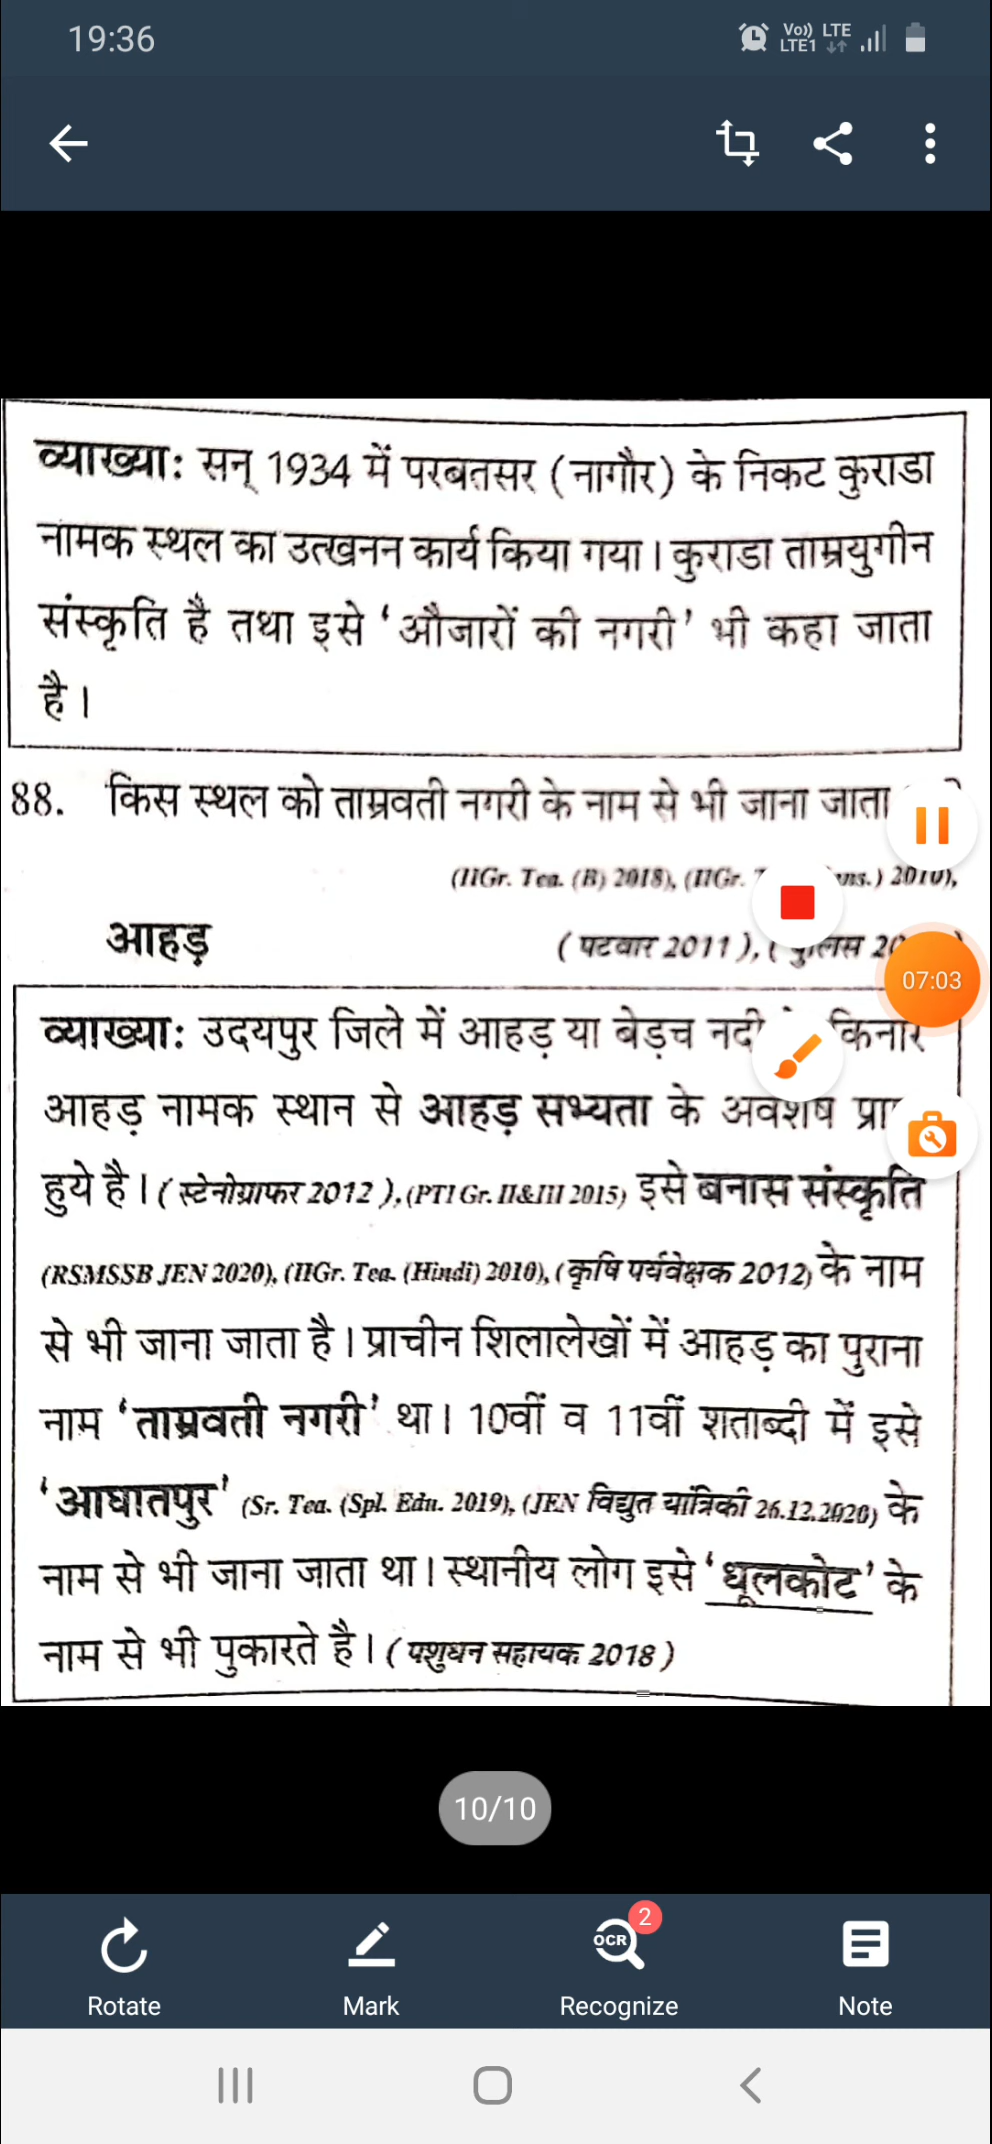 19:36
Vo)) LTE
LTE1
व्याख्या: सन् 1934 में परबतसर (नागौर) के निकट कुराडा
नामक स्थल का उत्खनन कार्य किया गया। कुराडा ताम्रयुगीन
संस्कृति है तथा इसे 'औजारों की नगरी' भी कहा जाता
है।
88. किस स्थल को ताम्रवती नगरी के नाम से भी जाना जाता
(IIGr. Tea. (B) 2018), (IIGr. 2010),
आहड़ (पटवार 2011), (
07:03
व्याख्या: उदयपुर जिले में आहड़ या बेड़च नदी किनारे
आहड़ नामक स्थान से आहड़ सभ्यता के अवशेष
हुये है। (स्टेनोग्राफर 2012), (PTI Gr. II&III 2015) इसे बनास संस्कृति
(RSMSSB JEN 2020), (IIGr. Tea. (Hindi) 2010), (कृषि पर्यवेक्षक 2012) के नाम
से भी जाना जाता है। प्राचीन शिलालेखों में आहड़ का पुराना
नाम 'ताम्रवती नगरी' था। 10वीं व 11वीं शताब्दी में इसे
'आघातपुर' (Sr. Tea. (Spl. Edu. 2019), (JEN विद्युत यांत्रिकी 26.12.2020) के
नाम से भी जाना जाता था। स्थानीय लोग इसे 'धूलकोट' के
नाम से भी पुकारते है। (पशुधन सहायक 2018)
10/10
OCR 2
Rotate Mark Recognize Note